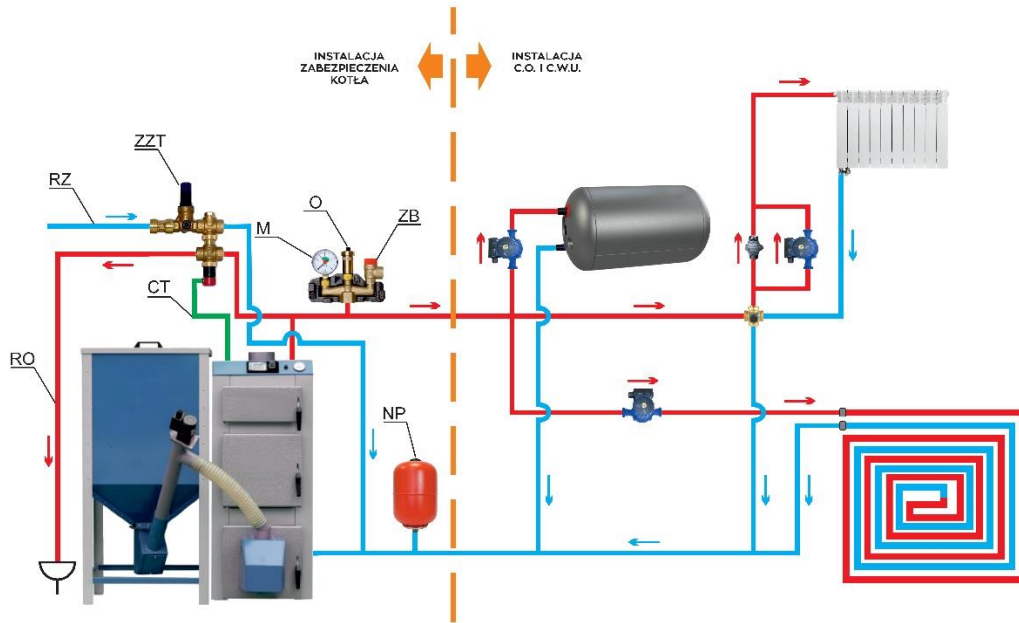 INSTALACJA
ZABEZPIECZENIA
KOTŁA
INSTALACJA
C.O. I C.W.U.
ZZT
RZ
O
M
ZB
CT
RO
NP